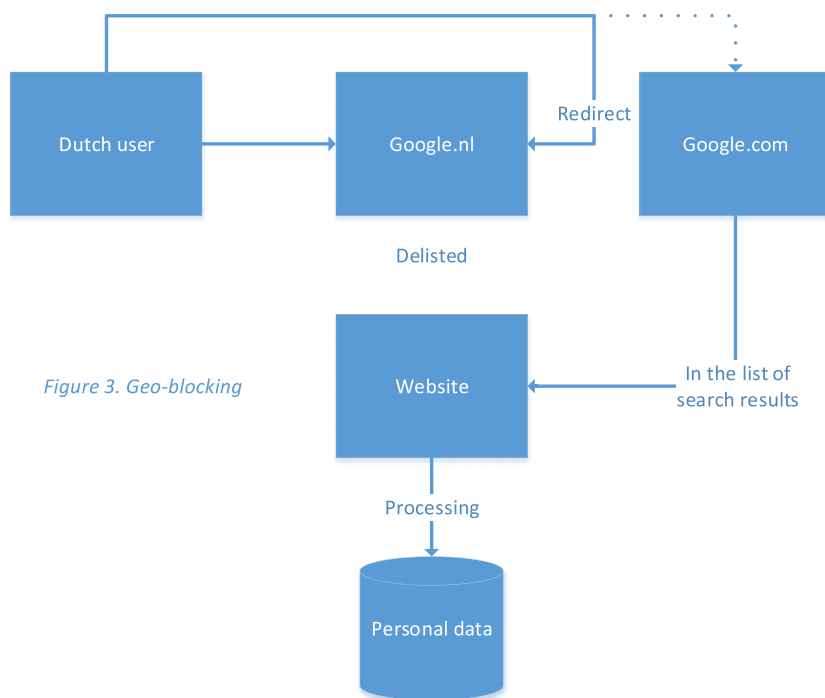 Redirect
Dutch user
Google.nl
Google.com
Delisted
Figure 3. Geo-blocking
Website
In the list of
search results
Processing
Personal data